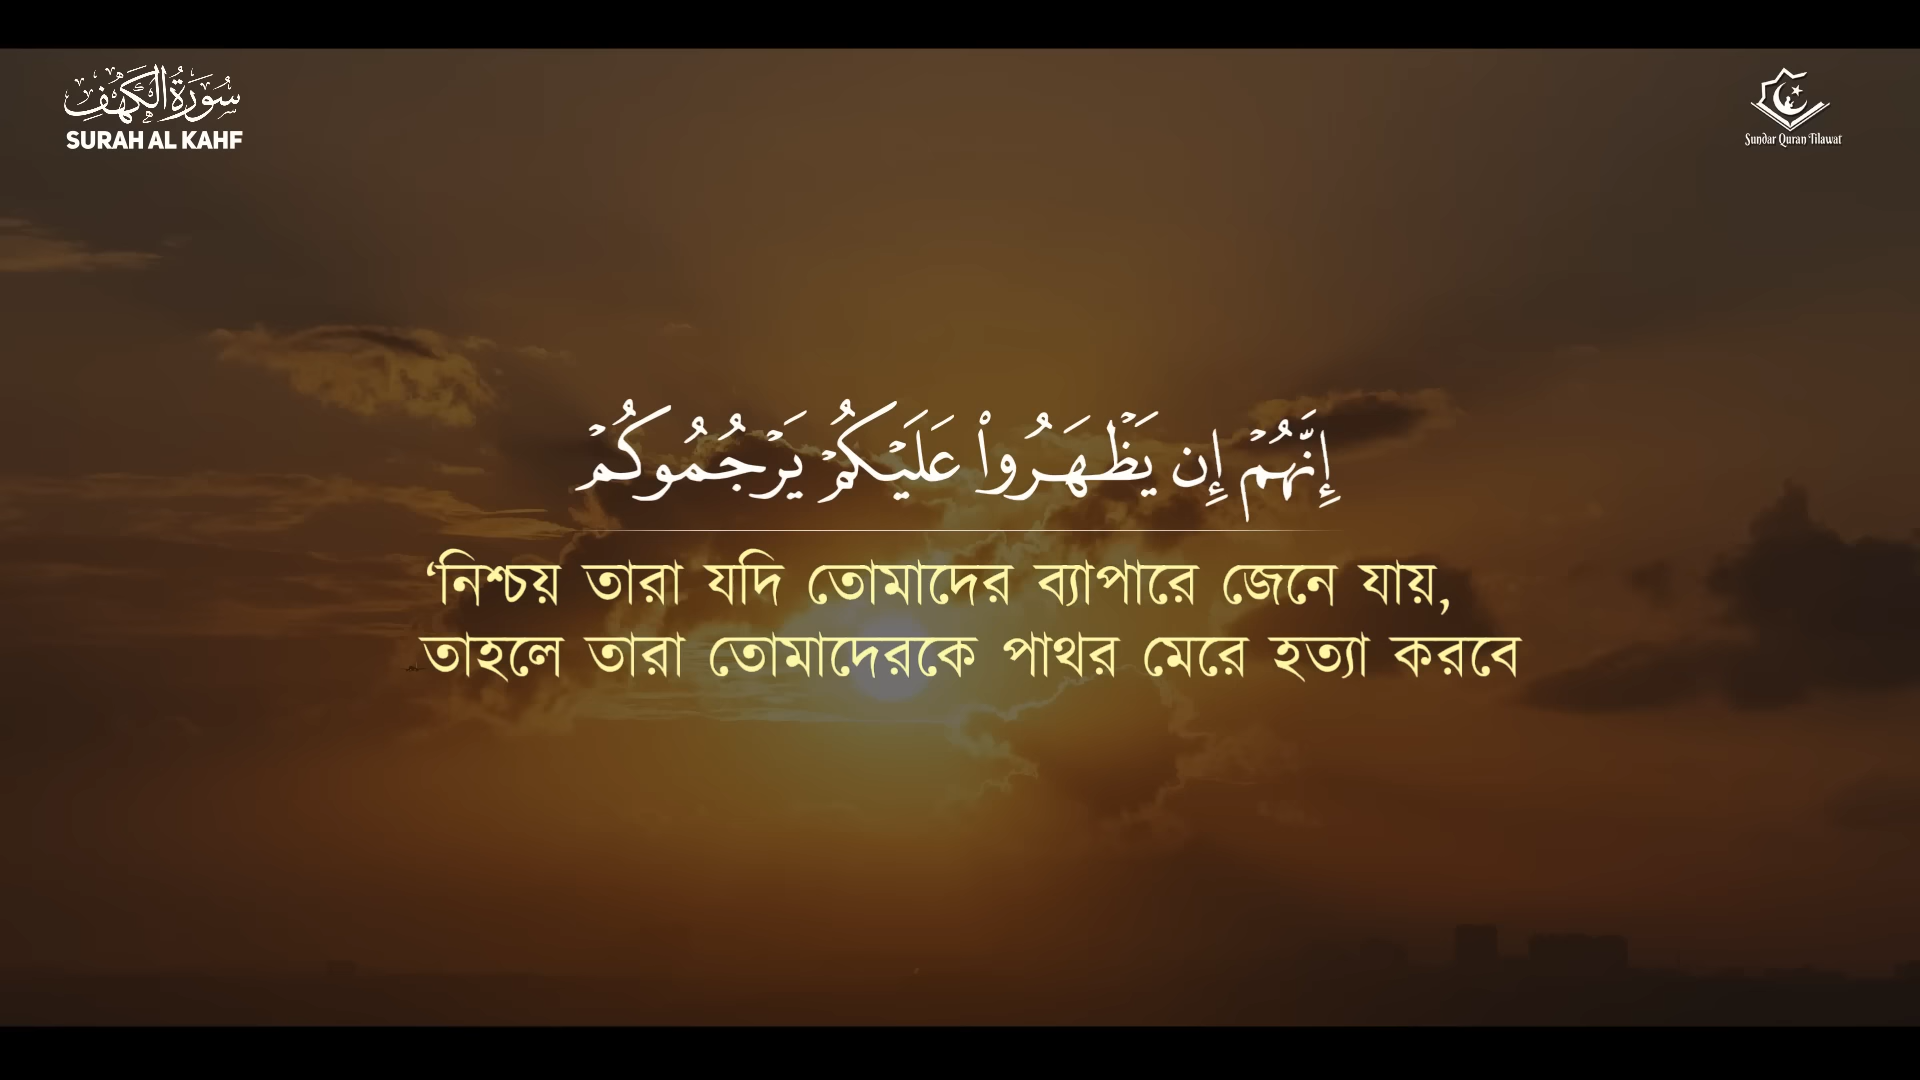 سُورَةُ الْكَهْفِ
SURAH AL KAHF
Sundar Quran Tilawat
إِنَّهُمۡ إِن يَظۡهَرُواْ عَلَيۡكُمۡ يَرۡجُمُوكُمۡ
‘নিশ্চয় তারা যদি তোমাদের ব্যাপারে জেনে যায়,
তাহলে তারা তোমাদেরকে পাথর মেরে হত্যা করবে